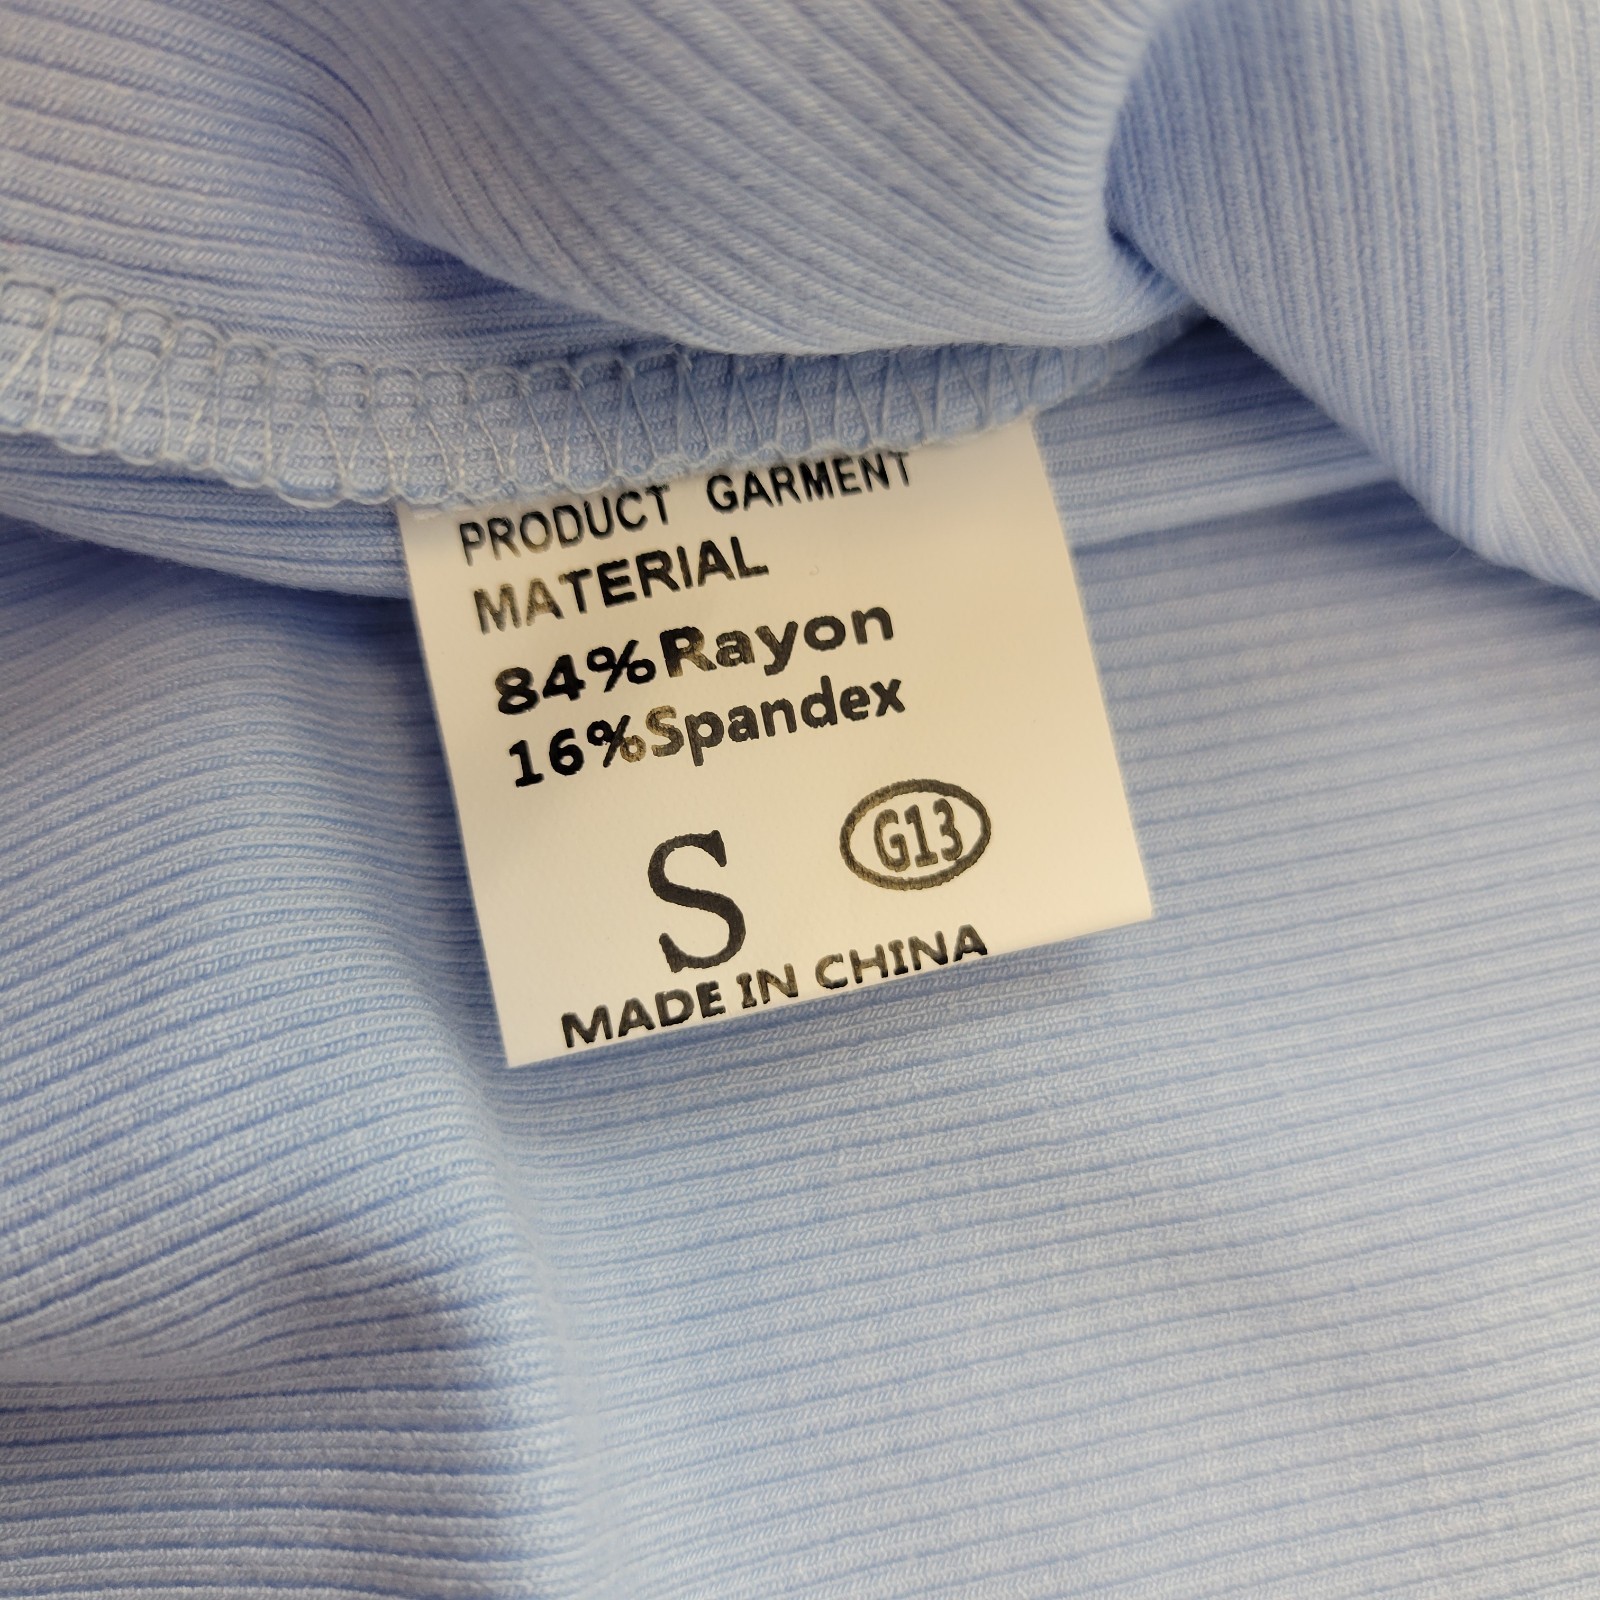 PRODUCT GARMENT
MATERIAL
84%Rayon
16%Spandex
S G13
MADE IN CHINA